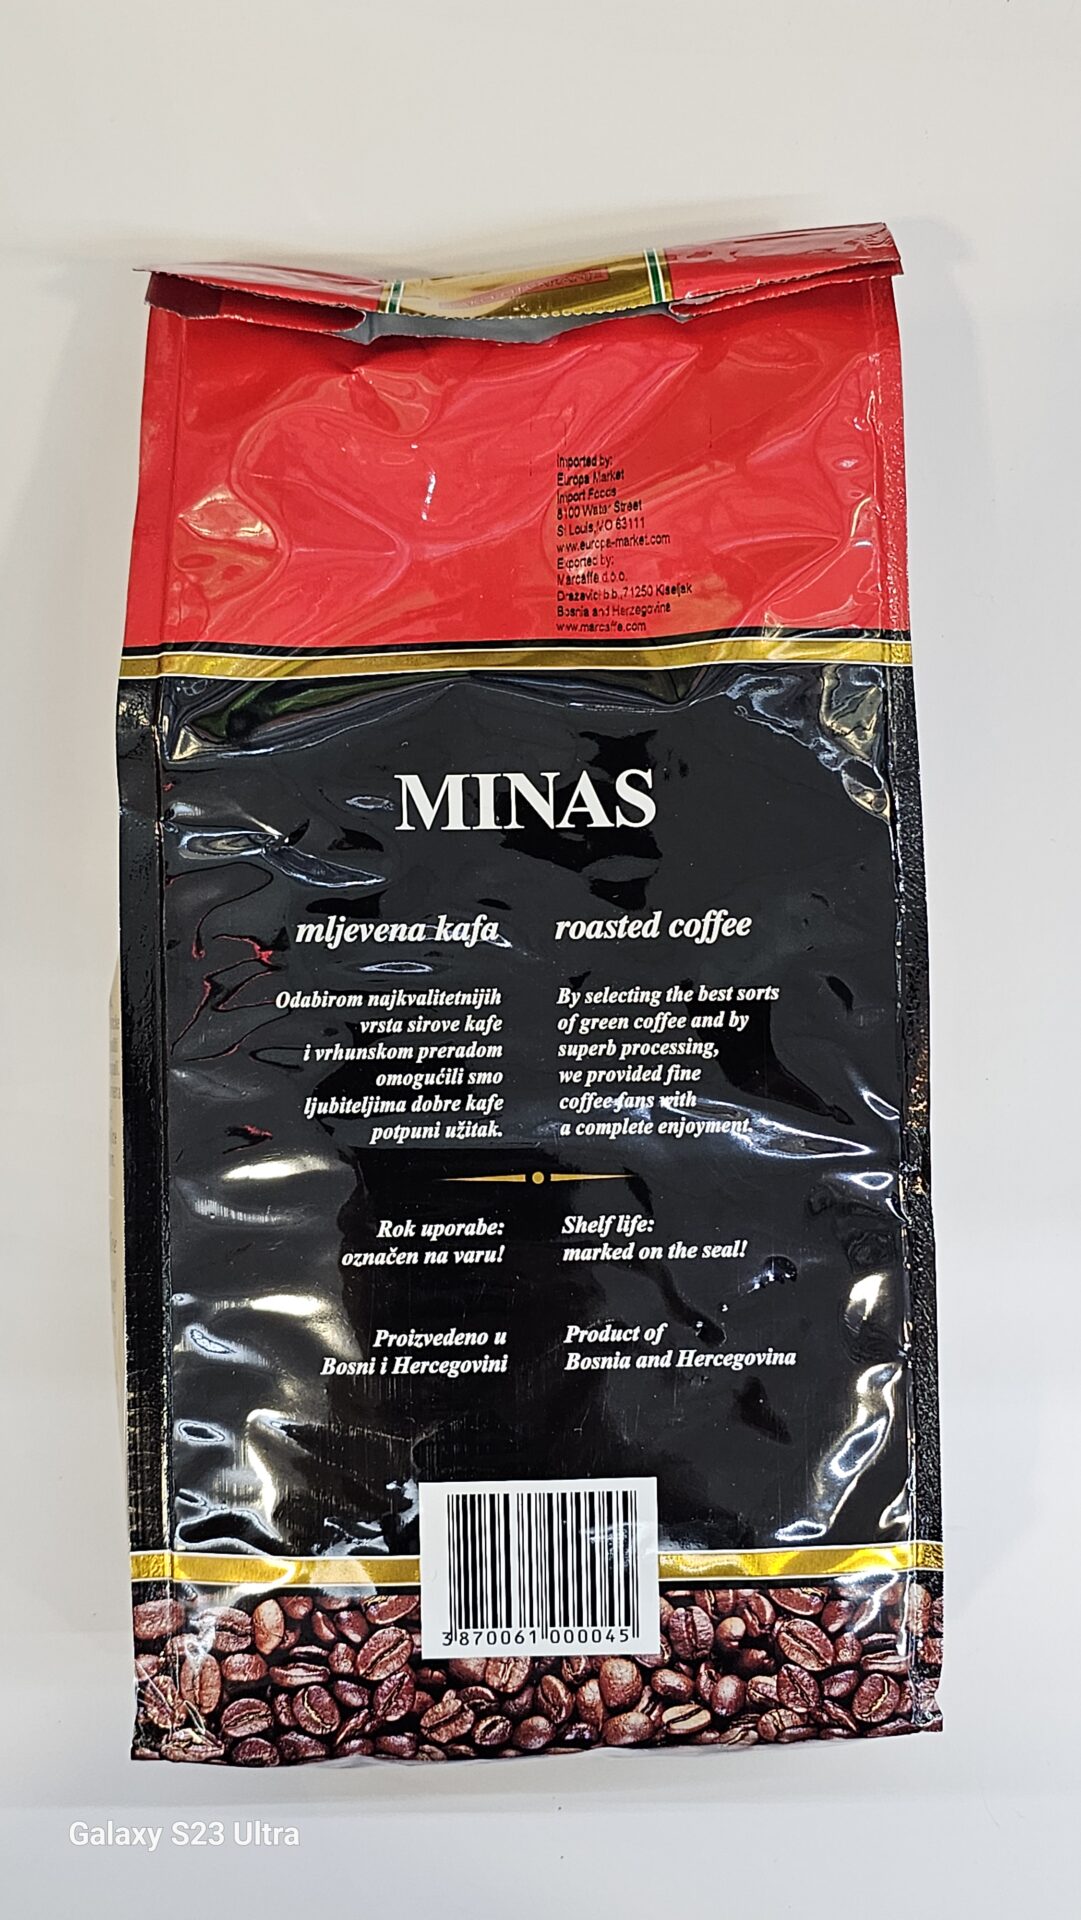 Imported by:
Europa Market
Import Foods
8100 Water Street
St Louis, MO 63111
www.europa-market.com
Exported by:
Marcaffe d.o.o.
Draževići b.b.,71250 Kiseljak
Bosnia and Herzegovina
www.marcaffe.com
MINAS
mljevena kafa
Odabirom najkvalitetnijih
vrsta sirove kafe
i vrhunskom preradom
omogućili smo
ljubiteljima dobre kafe
potpuni užitak.
roasted coffee
By selecting the best sorts
of green coffee and by
superb processing,
we provided fine
coffee fans with
a complete enjoyment.
Rok uporabe:
označen na varu!
Shelf life:
marked on the seal!
Proizvedeno u
Bosni i Hercegovini
Product of
Bosnia and Hercegovina
3 870061 000045
Galaxy S23 Ultra